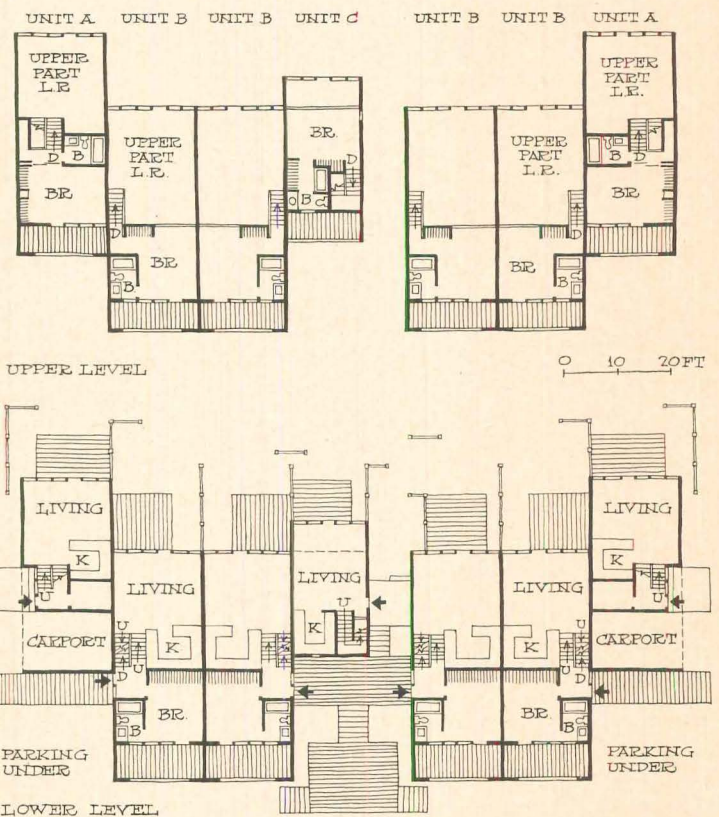 UNIT A UNIT B UNIT B UNIT C UNIT B UNIT B UNIT A
UPPER
PART
L.R.
B
D
BR
UPPER
PART
L.R.
D
BR
B.
BR.
D
B
UPPER
PART
L.R.
D
BR
B
UPPER
PART
L.R.
B
D
BR
UPPER LEVEL
0 10 20 FT
LIVING
K
U
CARPORT
LIVING
U
K
U
D
BR.
B
LIVING
U
K
LIVING
U
K
U
D
BR.
B
LIVING
K
U
CARPORT
PARKING
UNDER
PARKING
UNDER
LOWER LEVEL